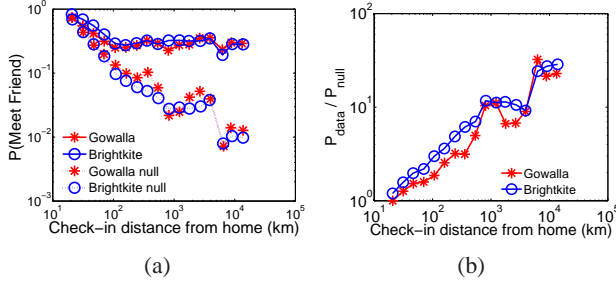 P(Meet Friend)
10^0
10^-1
10^-2
10^-3
Gowalla
Brightkite
Gowalla null
Brightkite null
10^1 10^2 10^3 10^4 10^5
Check-in distance from home (km)
(a)
P_data / P_null
10^2
10^1
10^0
Gowalla
Brightkite
10^1 10^2 10^3 10^4 10^5
Check-in distance from home (km)
(b)